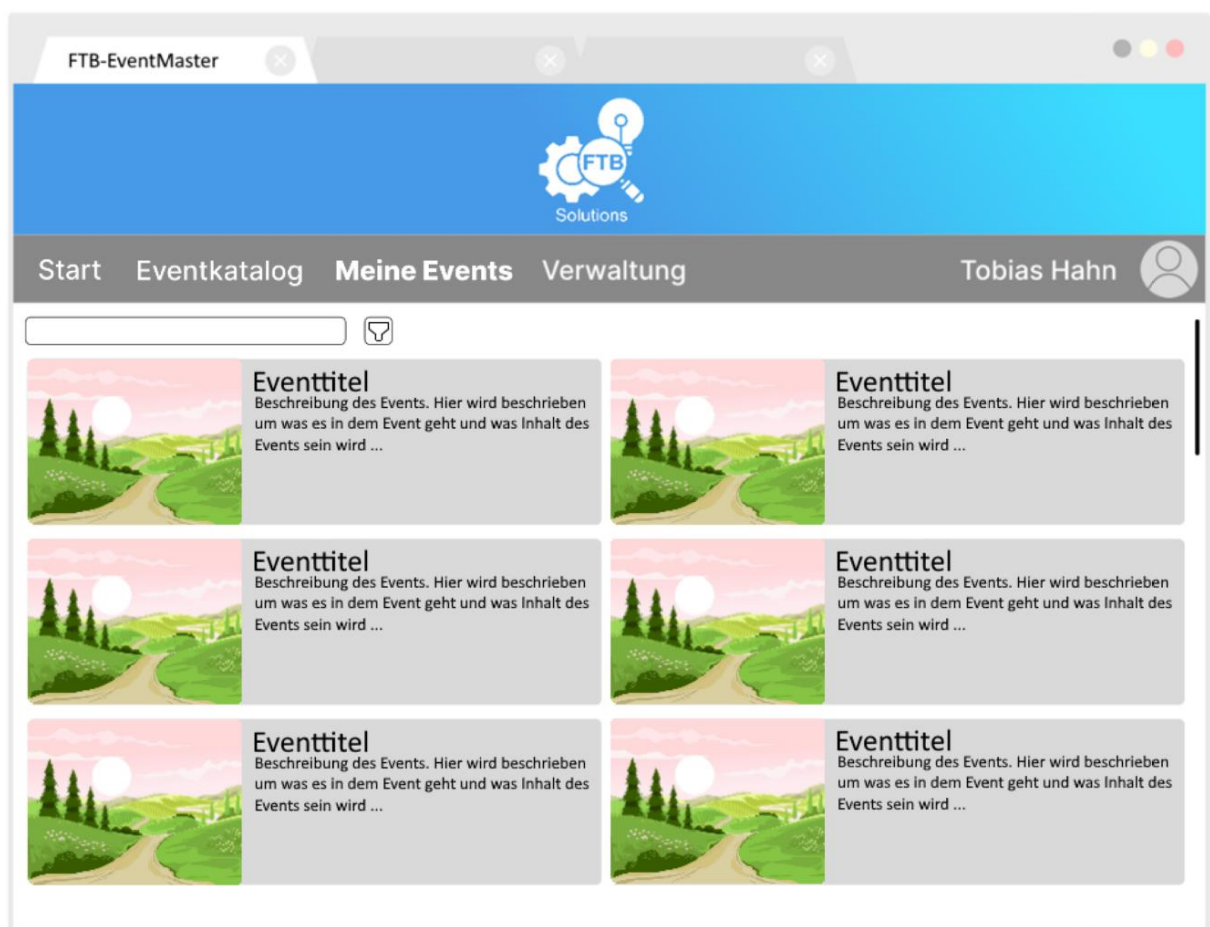 FTB-EventMaster
FTB
Solutions
Start Eventkatalog Meine Events Verwaltung Tobias Hahn
Eventtitel
Beschreibung des Events. Hier wird beschrieben
um was es in dem Event geht und was Inhalt des
Events sein wird ...
Eventtitel
Beschreibung des Events. Hier wird beschrieben
um was es in dem Event geht und was Inhalt des
Events sein wird ...
Eventtitel
Beschreibung des Events. Hier wird beschrieben
um was es in dem Event geht und was Inhalt des
Events sein wird ...
Eventtitel
Beschreibung des Events. Hier wird beschrieben
um was es in dem Event geht und was Inhalt des
Events sein wird ...
Eventtitel
Beschreibung des Events. Hier wird beschrieben
um was es in dem Event geht und was Inhalt des
Events sein wird ...
Eventtitel
Beschreibung des Events. Hier wird beschrieben
um was es in dem Event geht und was Inhalt des
Events sein wird ...